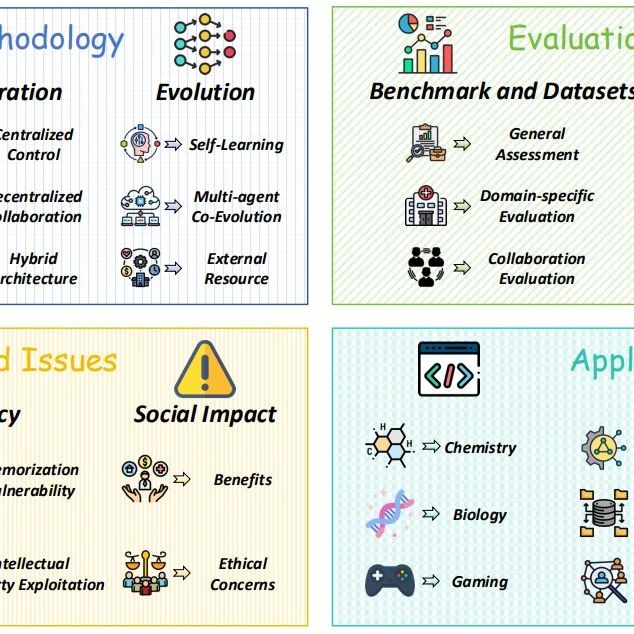 hodology
ration
Centralized
Control
ecentralized
ollaboration
Hybrid
rchitecture
Evolution
Self-Learning
Multi-agent
Co-Evolution
External
Resource
Evaluatio
Benchmark and Datasets
General
Assessment
Domain-specific
Evaluation
Collaboration
Evaluation
d Issues
cy
emorization
ulnerability
ntellectual
rty Exploitation
Social Impact
Benefits
Ethical
Concerns
Appl
</>
C
H
H
Chemistry
Biology
Gaming